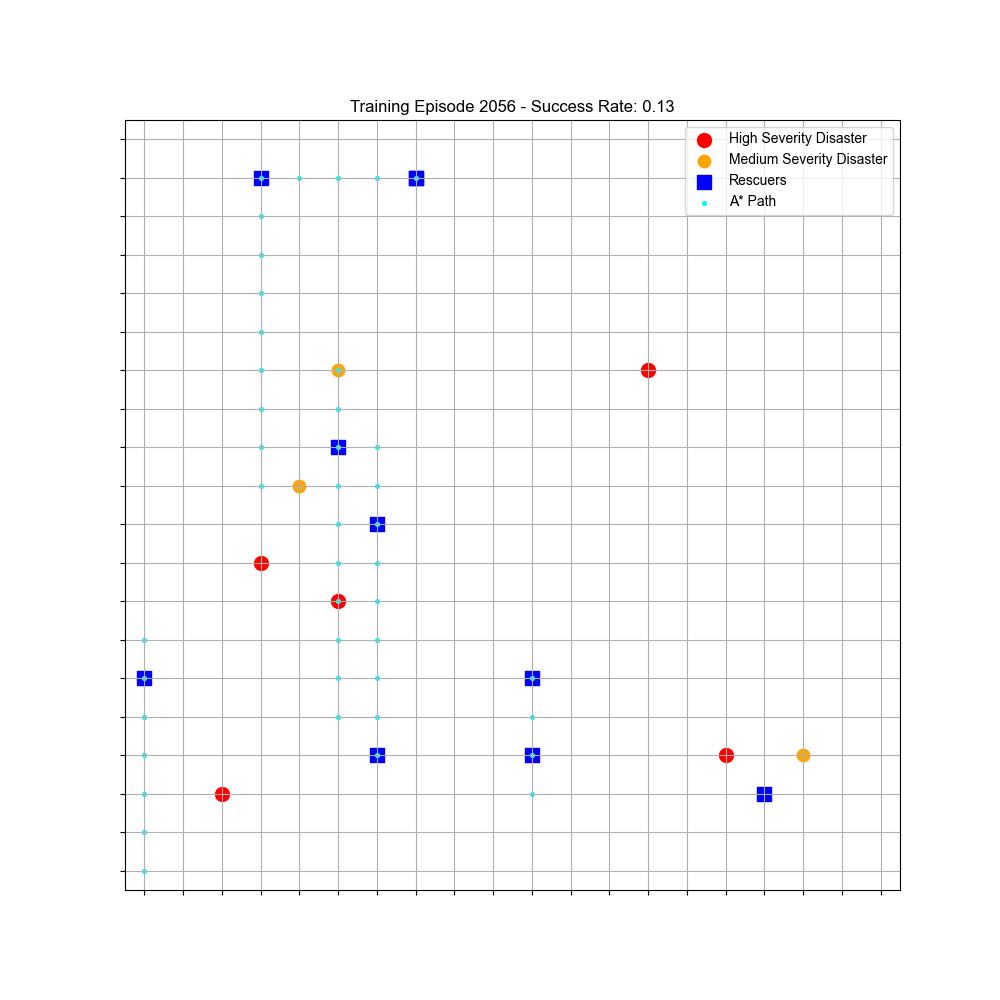 Training Episode 2056 - Success Rate: 0.13
High Severity Disaster
Medium Severity Disaster
Rescuers
A* Path